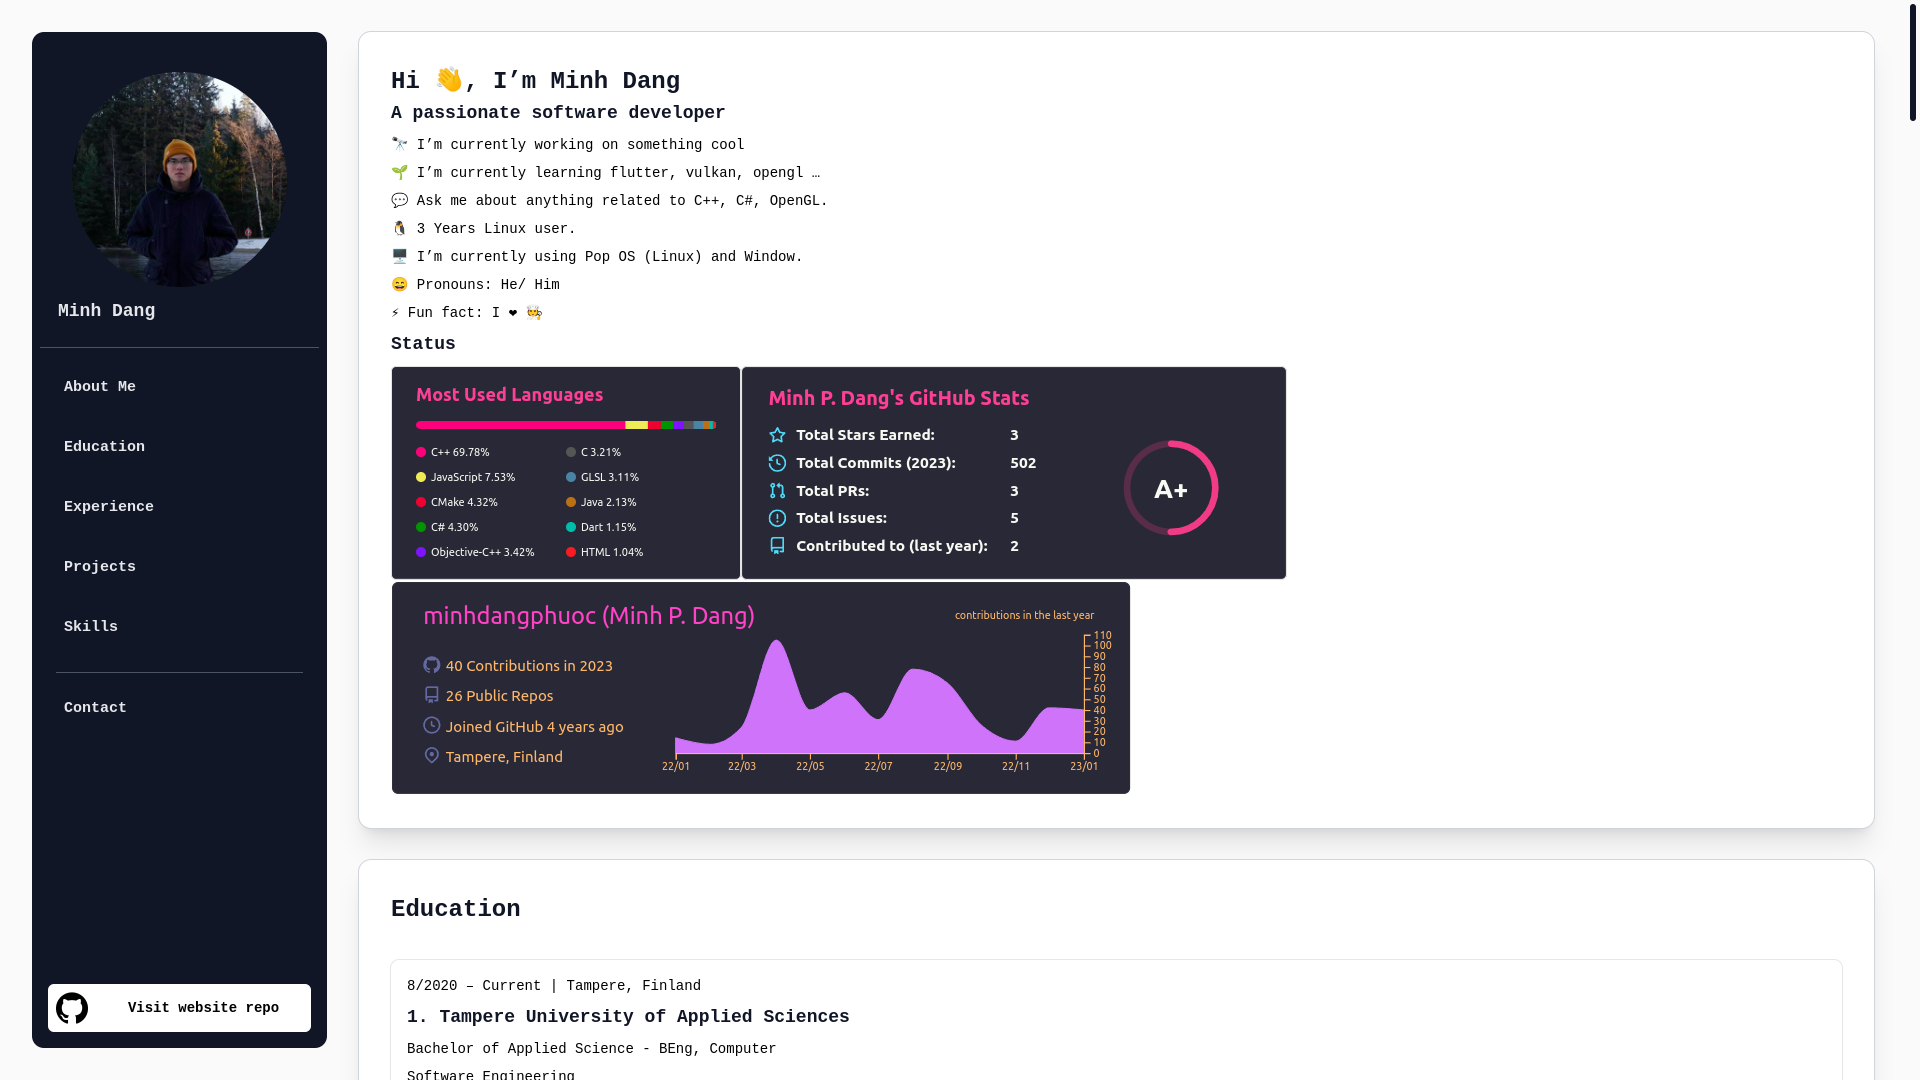 Minh Dang
About Me
Education
Experience
Projects
Skills
Contact
Visit website repo
Hi 👋, I’m Minh Dang
A passionate software developer
🔭 I’m currently working on something cool
🌱 I’m currently learning flutter, vulkan, opengl …
💬 Ask me about anything related to C++, C#, OpenGL.
🐧 3 Years Linux user.
🖥️ I’m currently using Pop OS (Linux) and Window.
😄 Pronouns: He/ Him
⚡ Fun fact: I ❤ 🧑‍🍳
Status
Most Used Languages
C++ 69.78%
JavaScript 7.53%
CMake 4.32%
C# 4.30%
Objective-C++ 3.42%
C 3.21%
GLSL 3.11%
Java 2.13%
Dart 1.15%
HTML 1.04%
Minh P. Dang's GitHub Stats
Total Stars Earned: 3
Total Commits (2023): 502
Total PRs: 3
Total Issues: 5
Contributed to (last year): 2
A+
minhdangphuoc (Minh P. Dang)
40 Contributions in 2023
26 Public Repos
Joined GitHub 4 years ago
Tampere, Finland
contributions in the last year
110
100
90
80
70
60
50
40
30
20
10
0
22/01 22/03 22/05 22/07 22/09 22/11 23/01
Education
8/2020 – Current | Tampere, Finland
1. Tampere University of Applied Sciences
Bachelor of Applied Science - BEng, Computer
Software Engineering